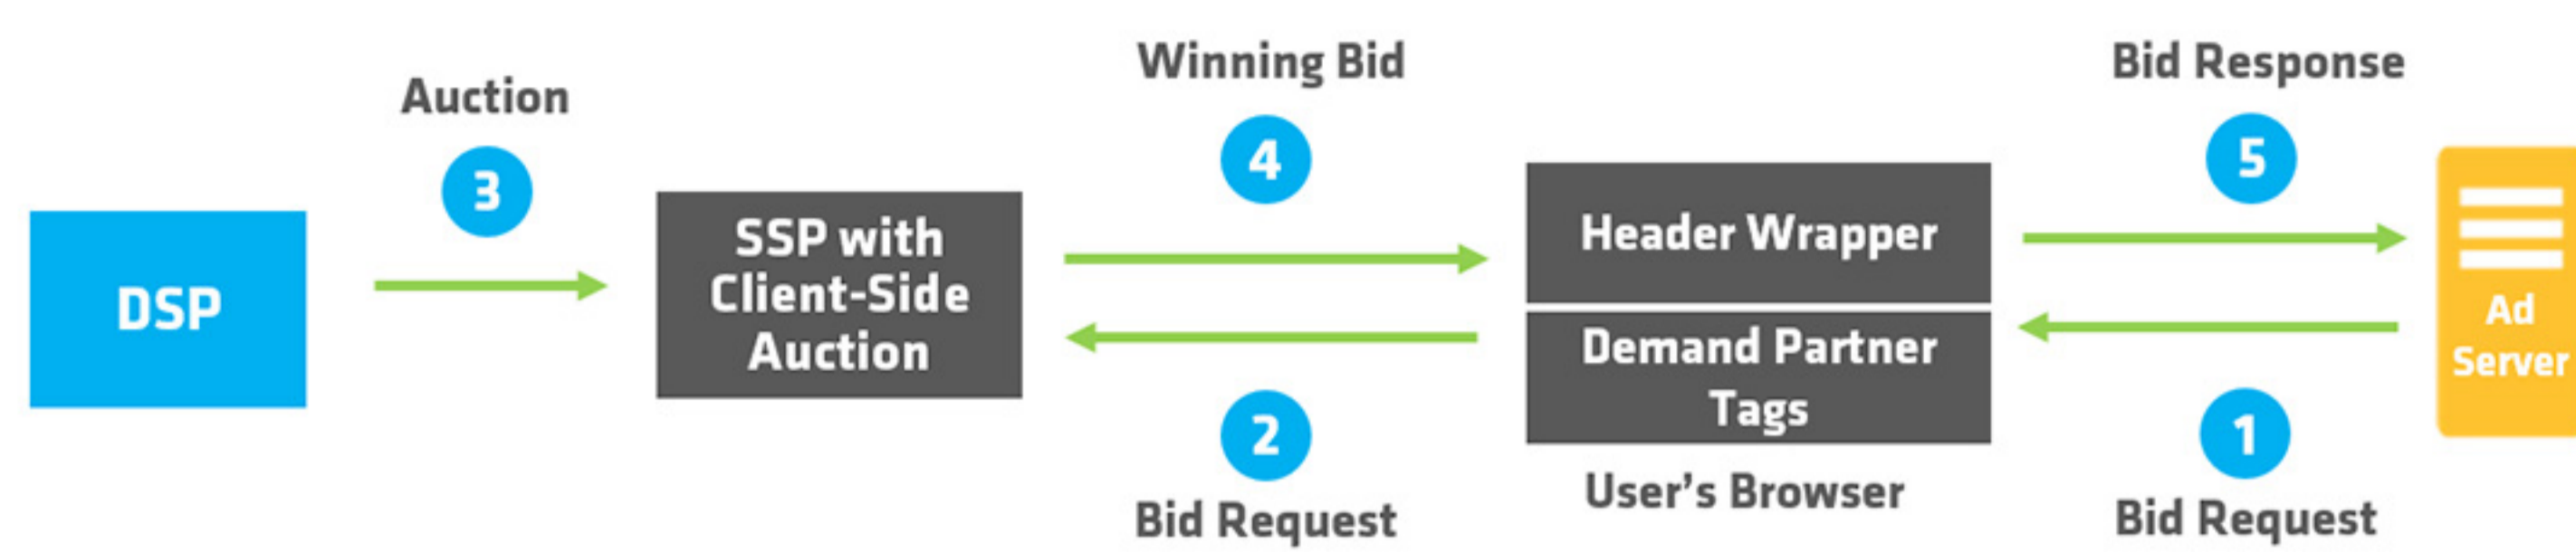 Auction
3
DSP
SSP with
Client-Side
Auction
Winning Bid
4
2
Bid Request
Header Wrapper
Demand Partner
Tags
User’s Browser
Bid Response
5
1
Bid Request
Ad
Server